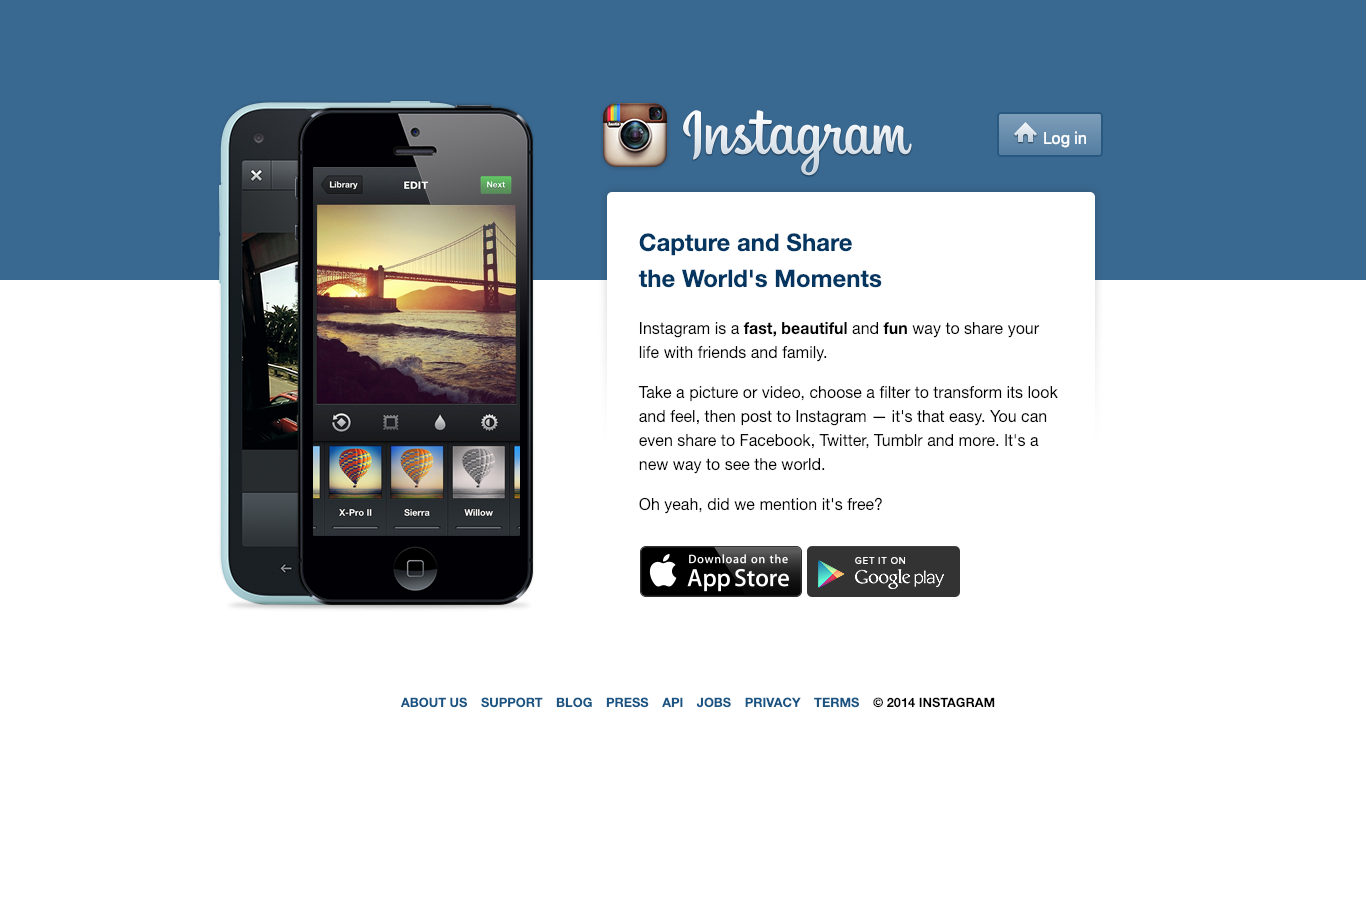 Instagram
Log in
Library
EDIT
Next
X-Pro II
Sierra
Willow
Capture and Share
the World's Moments
Instagram is a fast, beautiful and fun way to share your
life with friends and family.
Take a picture or video, choose a filter to transform its look
and feel, then post to Instagram — it's that easy. You can
even share to Facebook, Twitter, Tumblr and more. It's a
new way to see the world.
Oh yeah, did we mention it's free?
Download on the
App Store
GET IT ON
Google play
ABOUT US SUPPORT BLOG PRESS API JOBS PRIVACY TERMS © 2014 INSTAGRAM